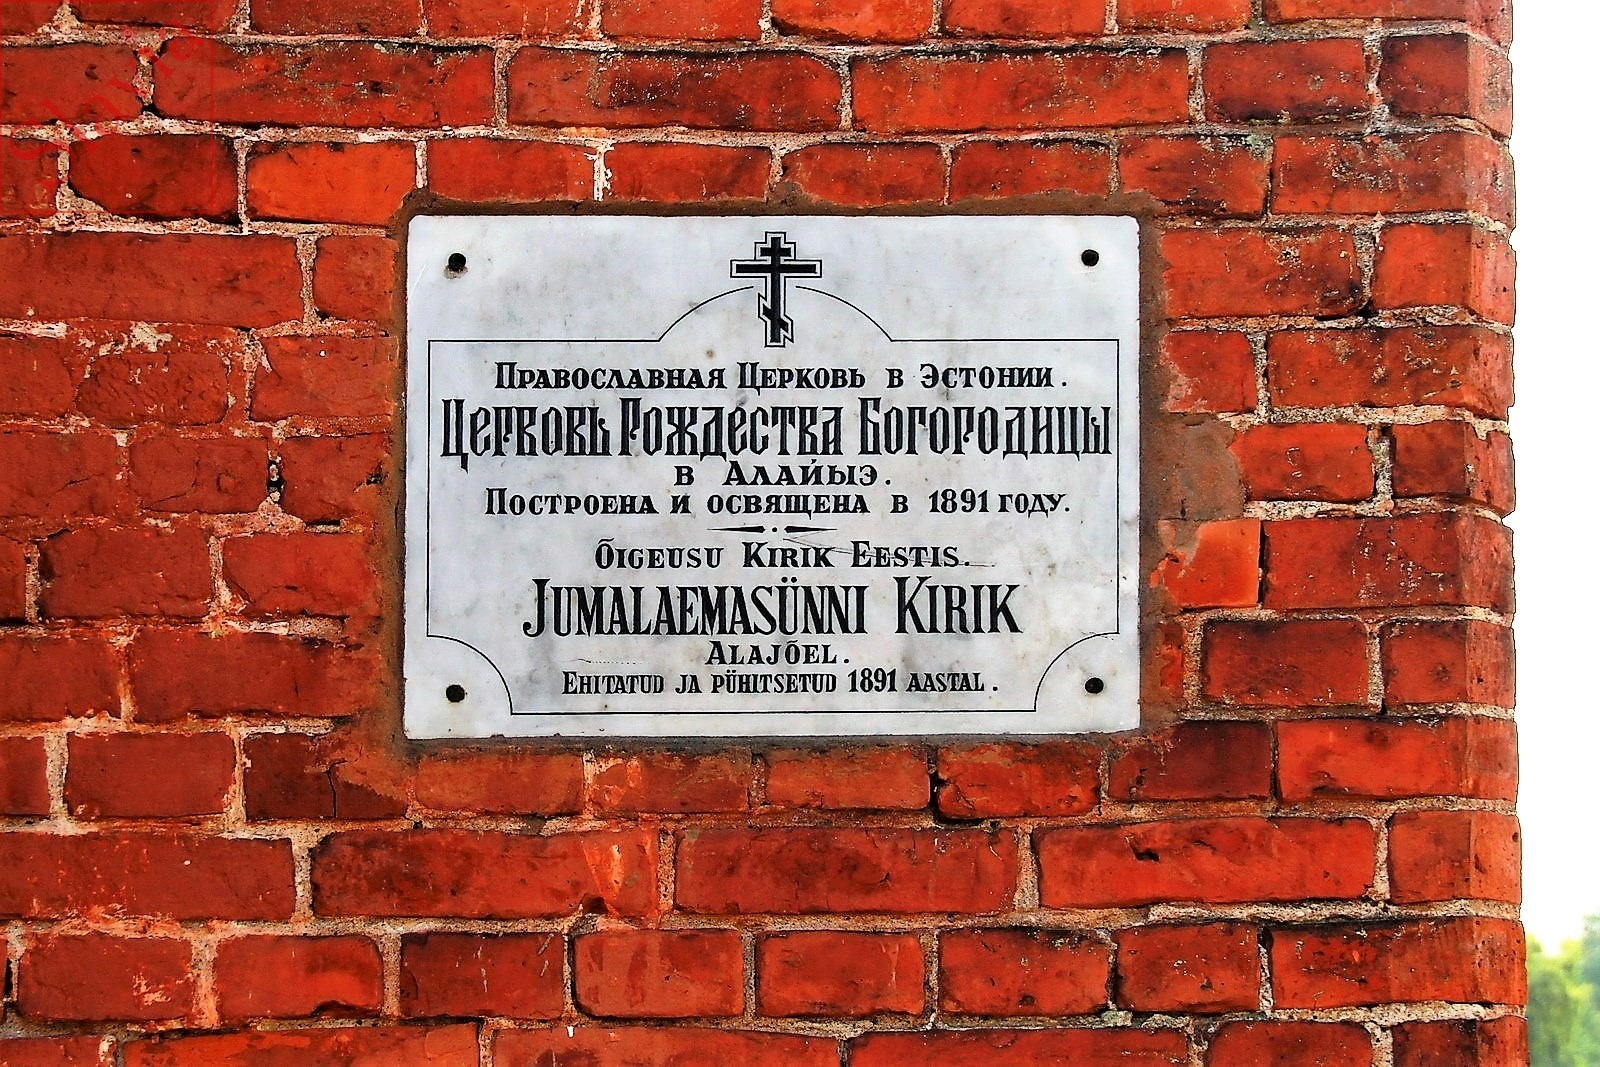 Православная Церковь в Эстонии.
Церковь Рождества Богородицы
в Алайыэ.
Построена и освящена в 1891 году.
Õigeusu Kirik Eestis.
Jumalaemasünni Kirik
Alajõel.
Ehitatud ja pühitsetud 1891 aastal.